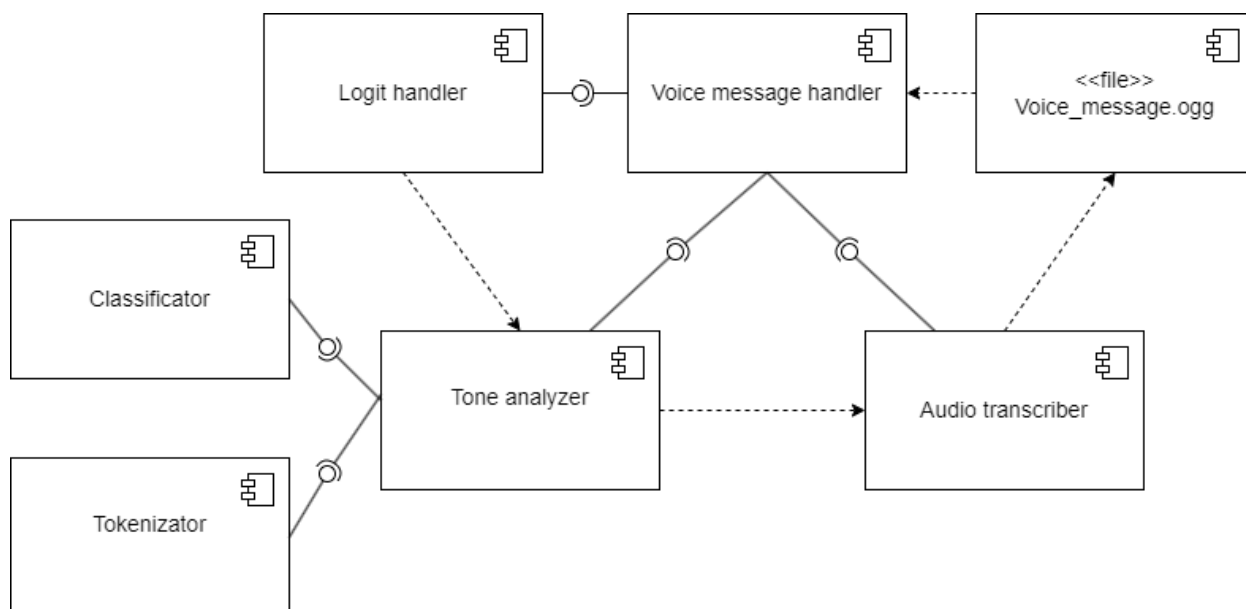 Logit handler
Voice message handler
<<file>>
Voice_message.ogg
Classificator
Tone analyzer
Audio transcriber
Tokenizator